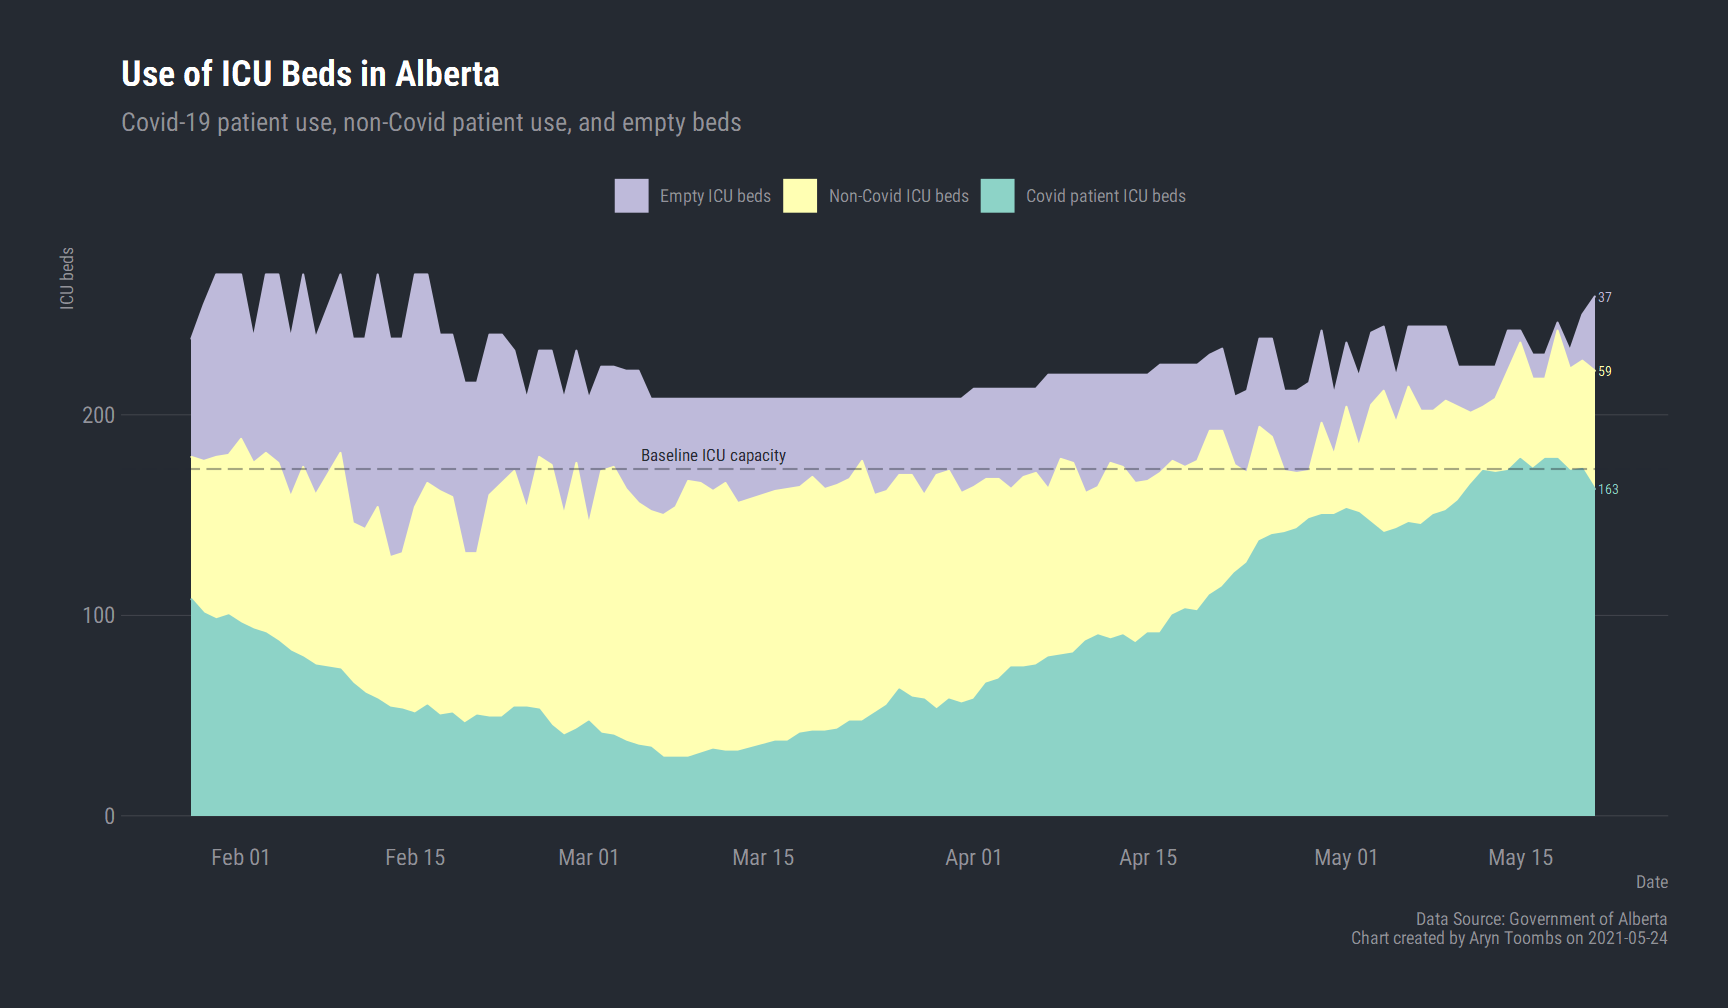 Use of ICU Beds in Alberta
Covid-19 patient use, non-Covid patient use, and empty beds
Empty ICU beds
Non-Covid ICU beds
Covid patient ICU beds
ICU beds
37
59
200
Baseline ICU capacity
163
100
0
Feb 01
Feb 15
Mar 01
Mar 15
Apr 01
Apr 15
May 01
May 15
Date
Data Source: Government of Alberta
Chart created by Aryn Toombs on 2021-05-24